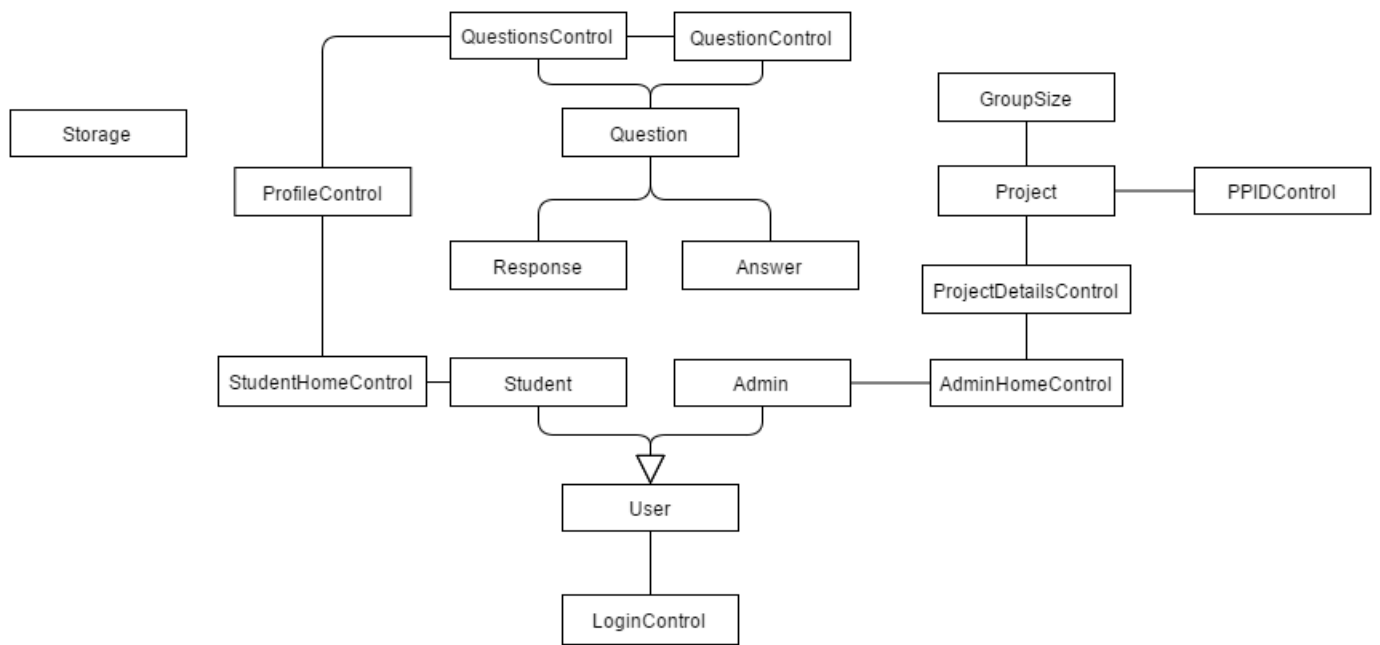 QuestionsControl
QuestionControl
GroupSize
Storage
Question
ProfileControl
Project
PPIDControl
Response
Answer
ProjectDetailsControl
StudentHomeControl
Student
Admin
AdminHomeControl
User
LoginControl